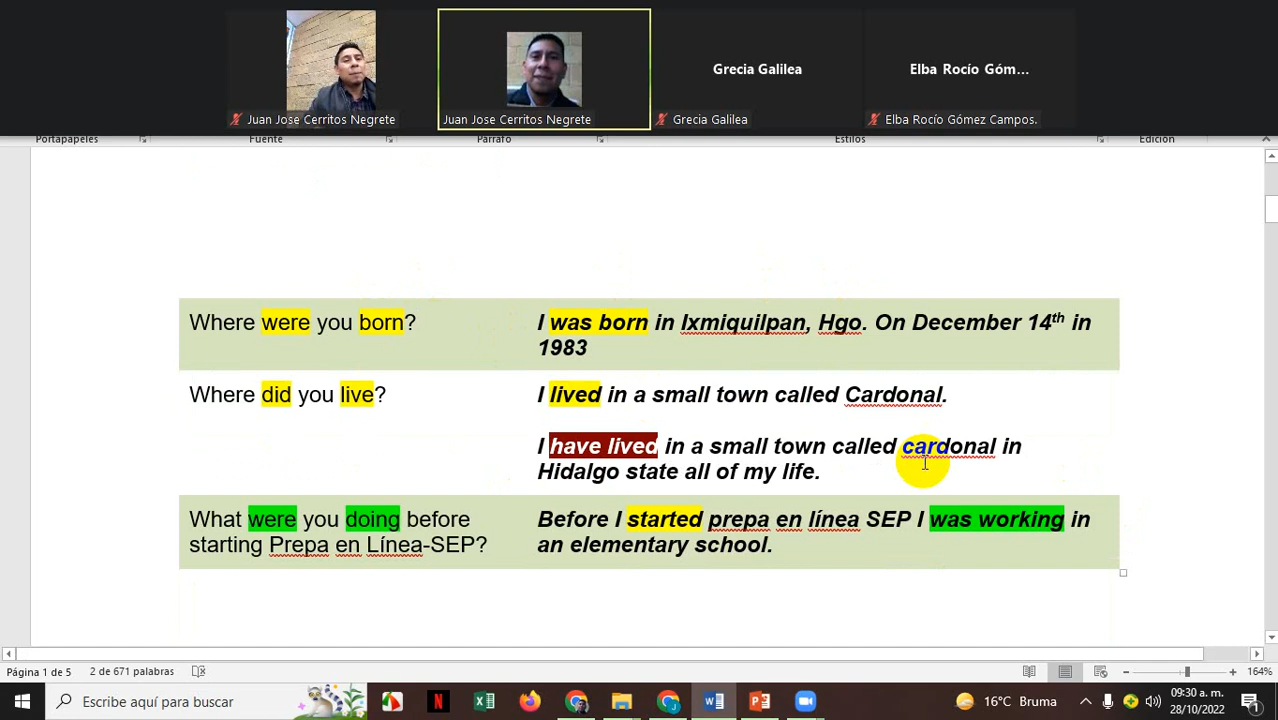 Grecia Galilea
Elba Rocío Góm...
Juan Jose Cerritos Negrete
Juan Jose Cerritos Negrete
Grecia Galilea
Elba Rocío Gómez Campos.
Portapapeles
Fuente
Párrafo
Estilos
Edición
Where were you born?
I was born in Ixmiquilpan, Hgo. On December 14th in
1983
Where did you live?
I lived in a small town called Cardonal.
I have lived in a small town called cardonal in
Hidalgo state all of my life.
What were you doing before
starting Prepa en Línea-SEP?
Before I started prepa en línea SEP I was working in
an elementary school.
Página 1 de 5
2 de 671 palabras
164%
Escribe aquí para buscar
16°C Bruma
09:30 a. m.
28/10/2022